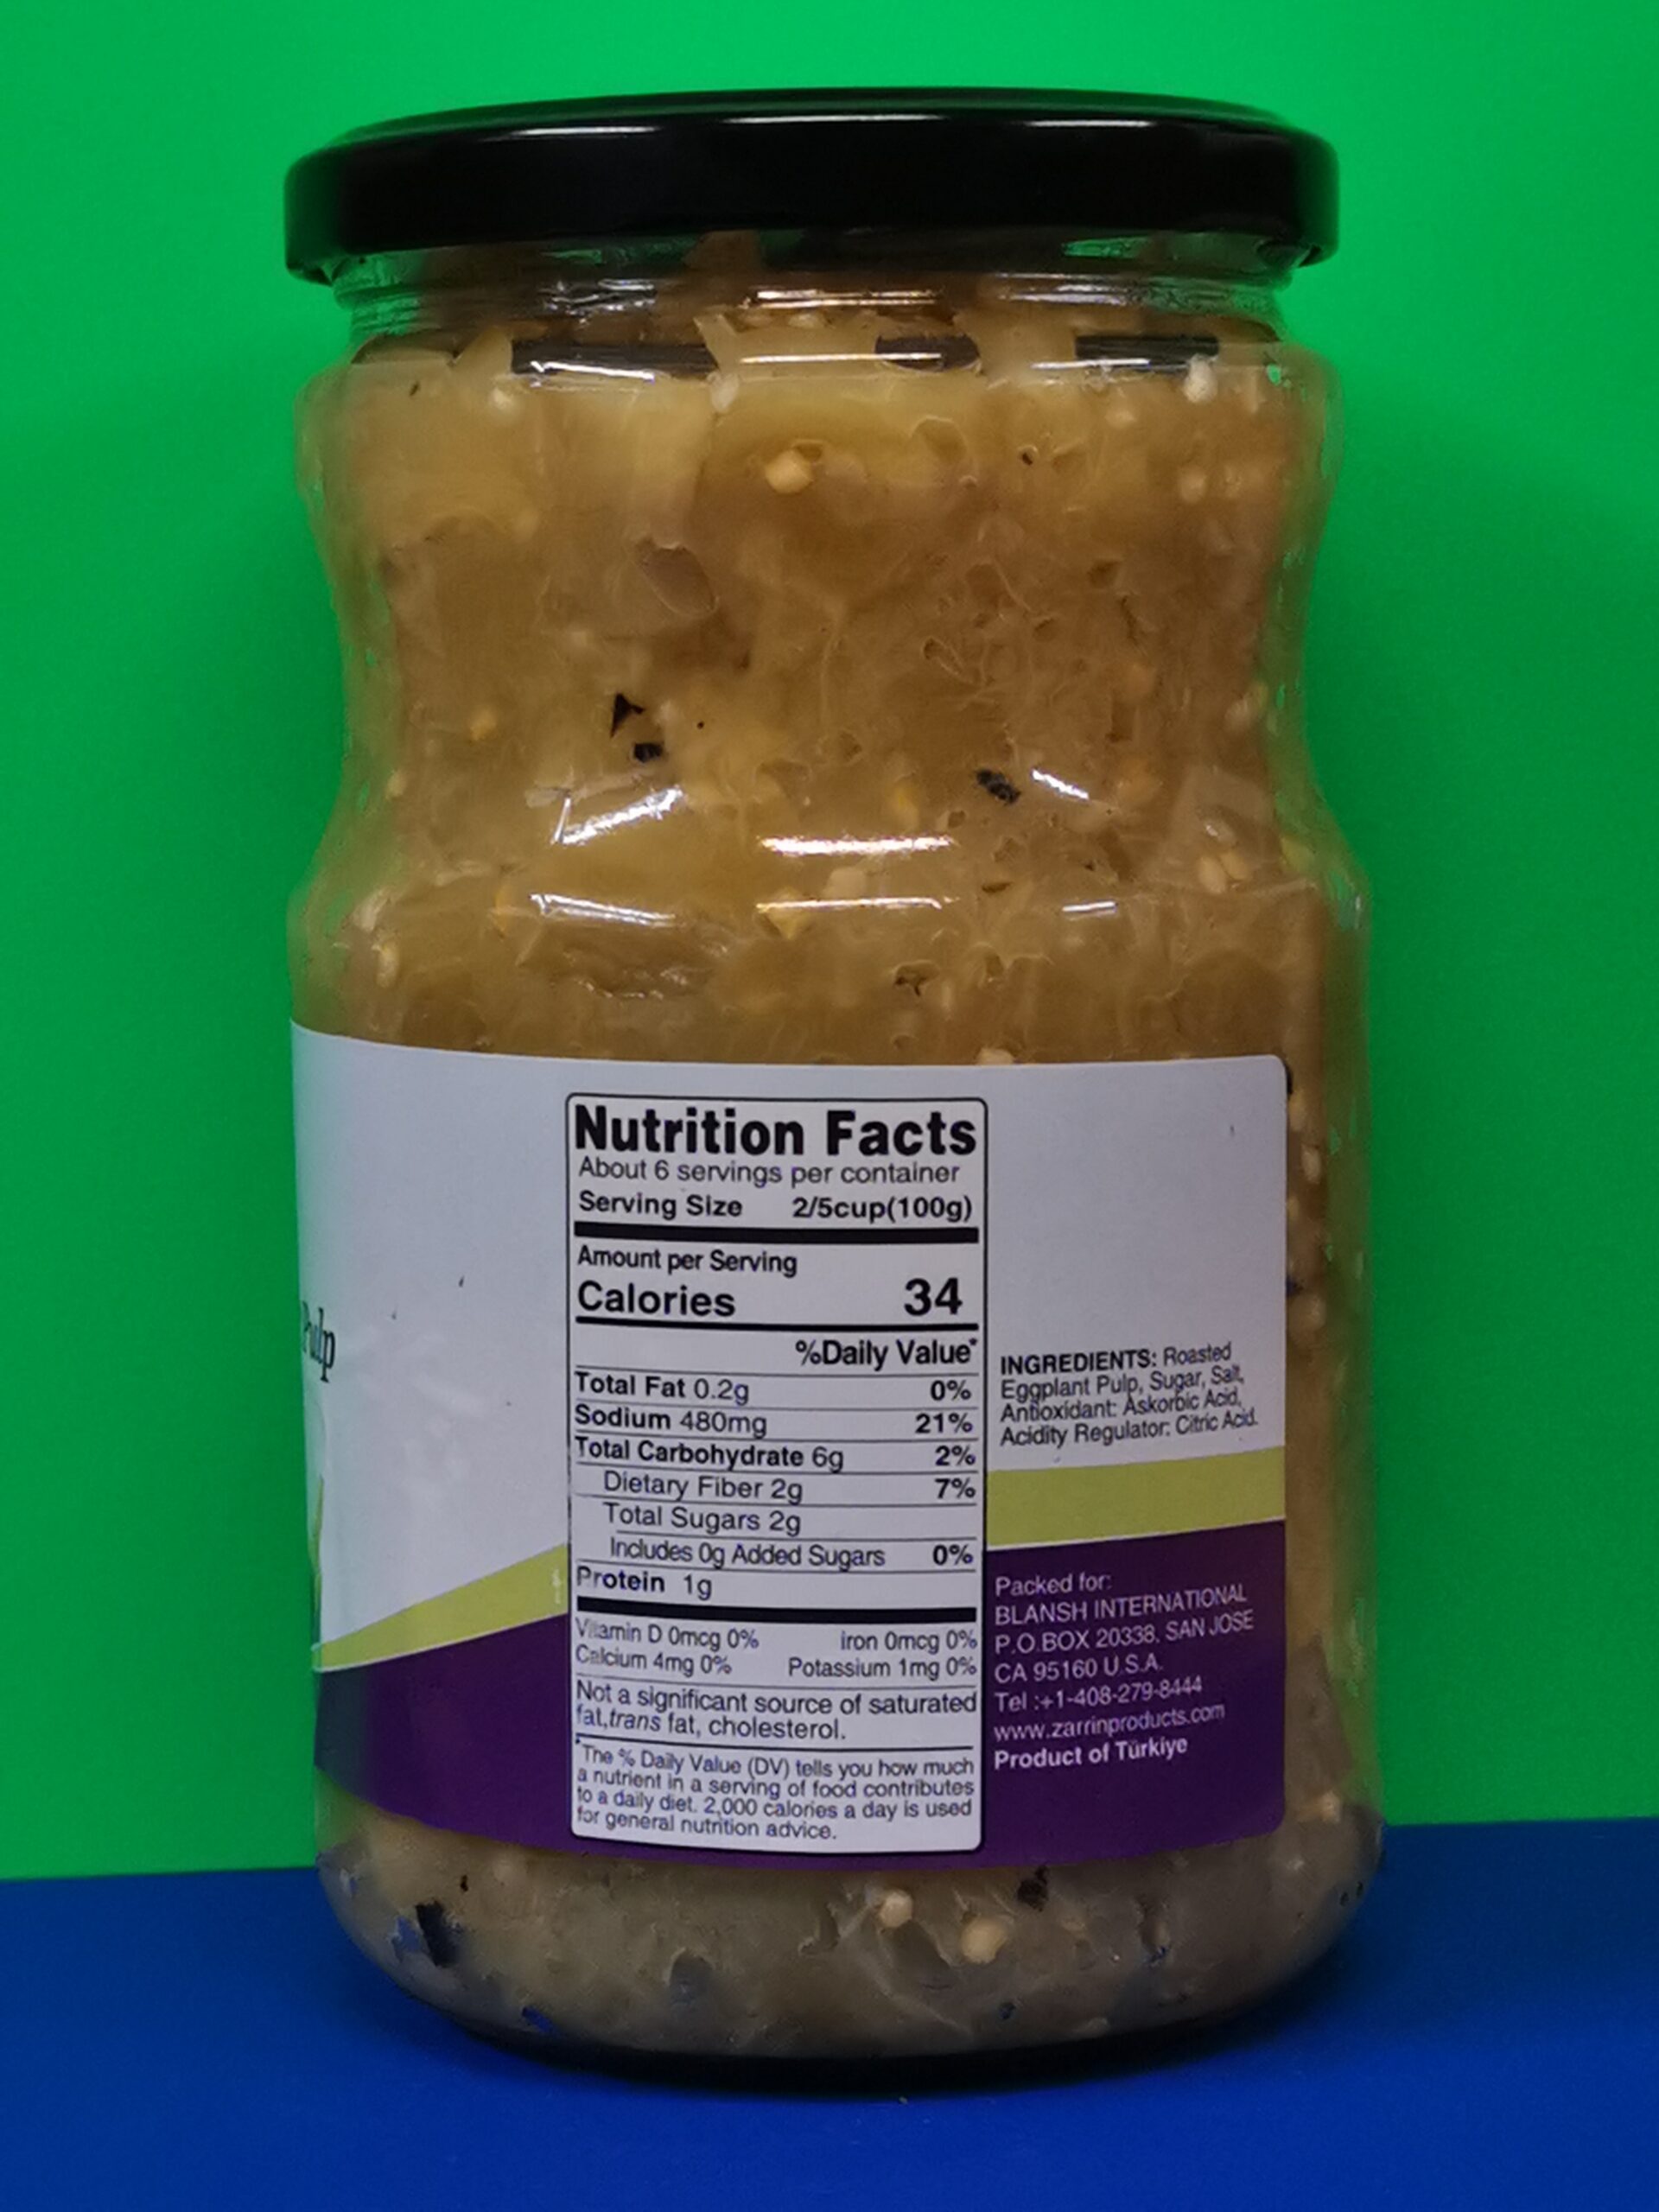 Pulp
Nutrition Facts
About 6 servings per container
Serving Size 2/5cup(100g)
Amount per Serving
Calories 34
%Daily Value*
Total Fat 0.2g 0%
Sodium 480mg 21%
Total Carbohydrate 6g 2%
Dietary Fiber 2g 7%
Total Sugars 2g
Includes 0g Added Sugars 0%
Protein 1g
Vitamin D 0mcg 0% iron 0mcg 0%
Calcium 4mg 0% Potassium 1mg 0%
Not a significant source of saturated
fat,trans fat, cholesterol.
*The % Daily Value (DV) tells you how much
a nutrient in a serving of food contributes
to a daily diet. 2,000 calories a day is used
for general nutrition advice.
INGREDIENTS: Roasted
Eggplant Pulp, Sugar, Salt,
Antioxidant: Askorbic Acid,
Acidity Regulator: Citric Acid.
Packed for:
BLANSH INTERNATIONAL
P.O.BOX 20338, SAN JOSE
CA 95160 U.S.A.
Tel :+1-408-279-8444
www.zarrinproducts.com
Product of Türkiye